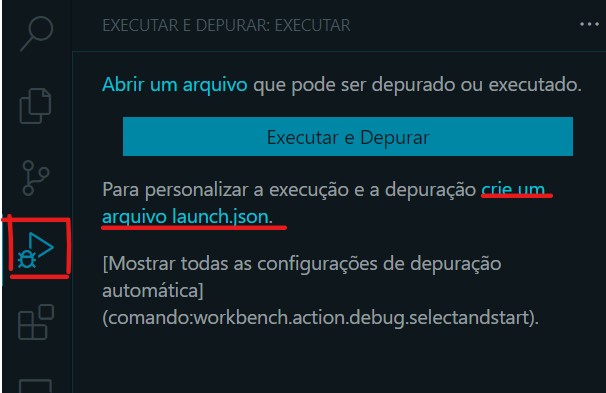 EXECUTAR E DEPURAR: EXECUTAR
Abrir um arquivo que pode ser depurado ou executado.
Executar e Depurar
Para personalizar a execução e a depuração crie um
arquivo launch.json.
[Mostrar todas as configurações de depuração
automática]
(comando:workbench.action.debug.selectandstart).